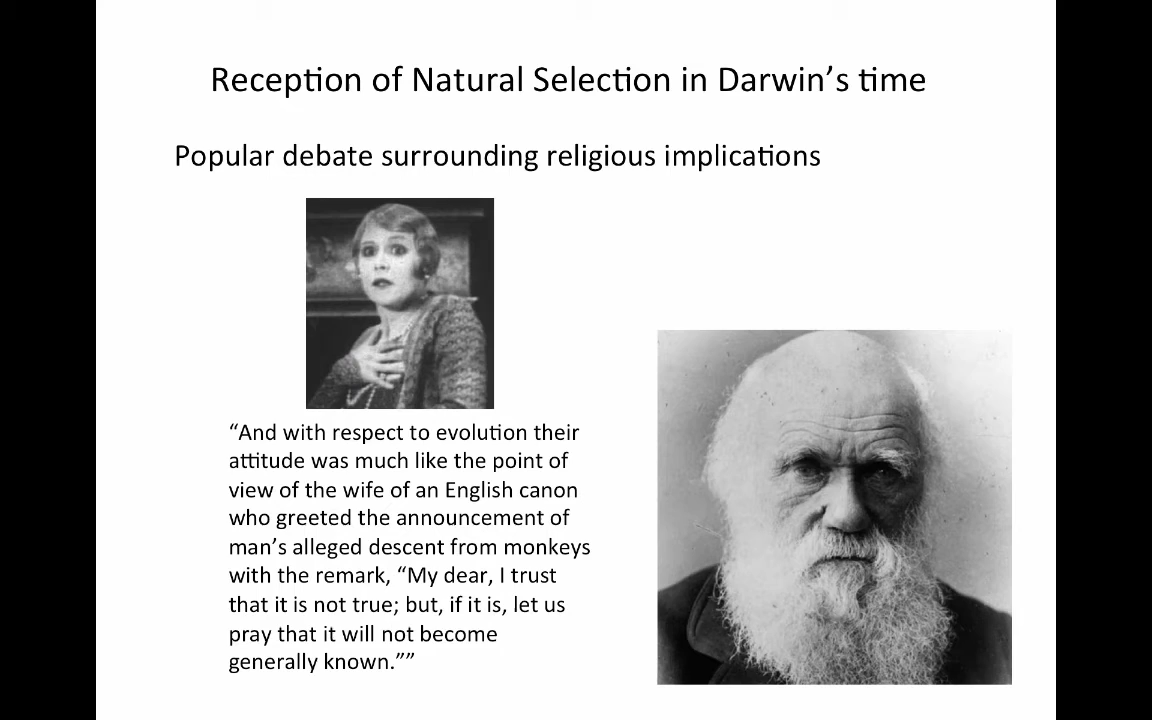 Reception of Natural Selection in Darwin’s time
Popular debate surrounding religious implications
“And with respect to evolution their
attitude was much like the point of
view of the wife of an English canon
who greeted the announcement of
man’s alleged descent from monkeys
with the remark, “My dear, I trust
that it is not true; but, if it is, let us
pray that it will not become
generally known.””